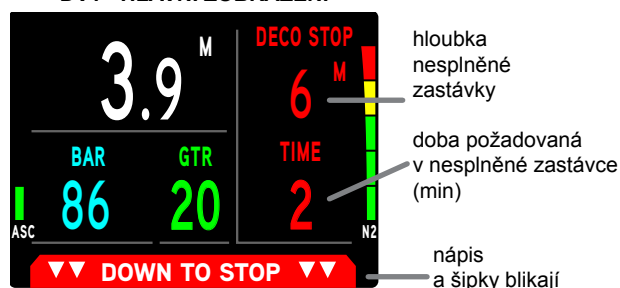 DECO STOP
3.9 M
6 M
BAR
GTR
TIME
86
20
2
ASC
N2
▼▼ DOWN TO STOP ▼▼
hloubka
nesplněné
zastávky
doba požadovaná
v nesplněné zastávce
(min)
nápis
a šipky blikají